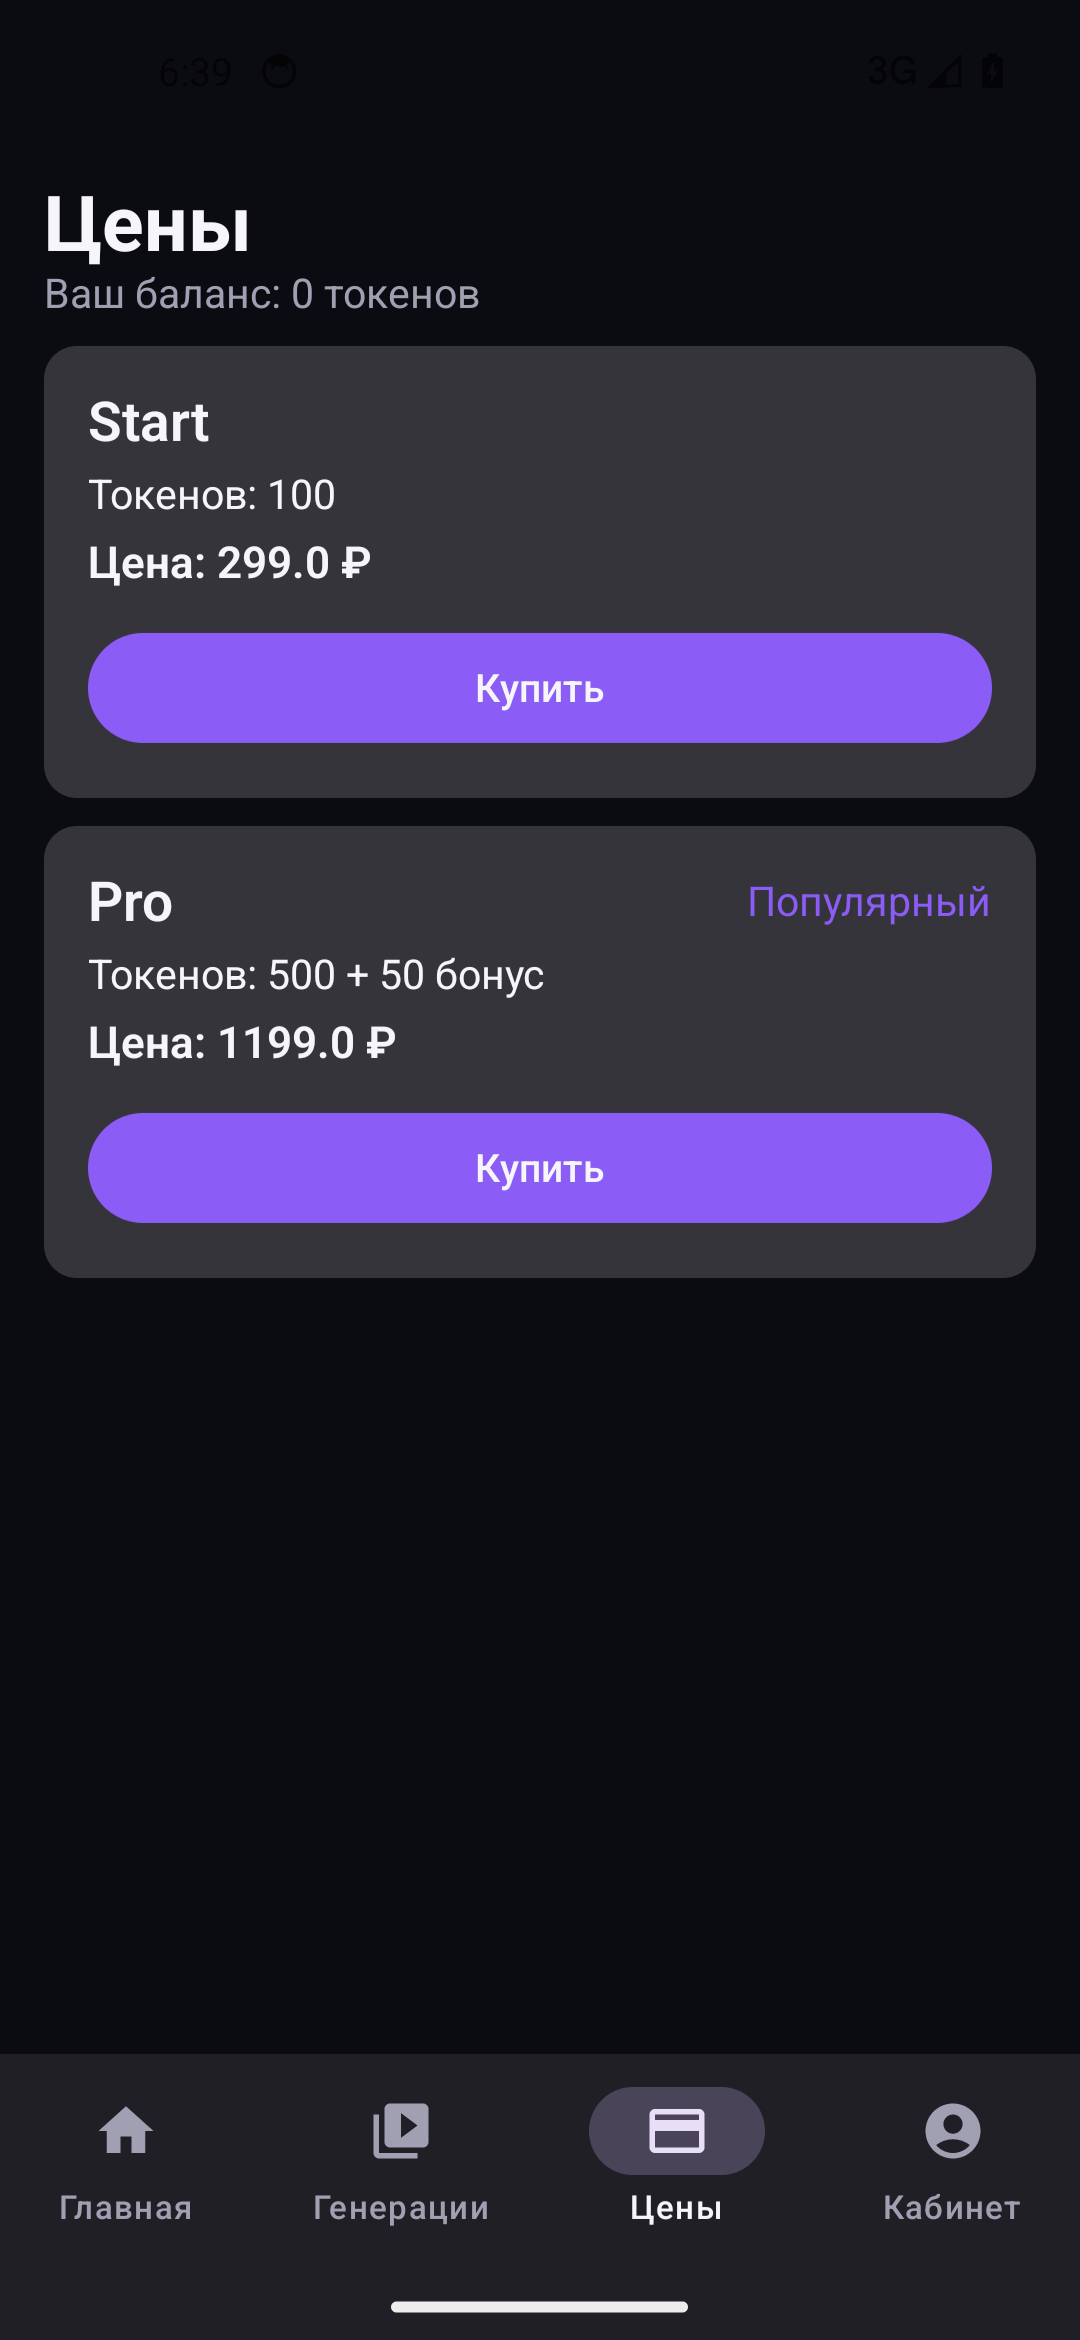 6:39 3G
Цены
Ваш баланс: 0 токенов
Start
Токенов: 100
Цена: 299.0 ₽
Купить
Pro Популярный
Токенов: 500 + 50 бонус
Цена: 1199.0 ₽
Купить
Главная Генерации Цены Кабинет